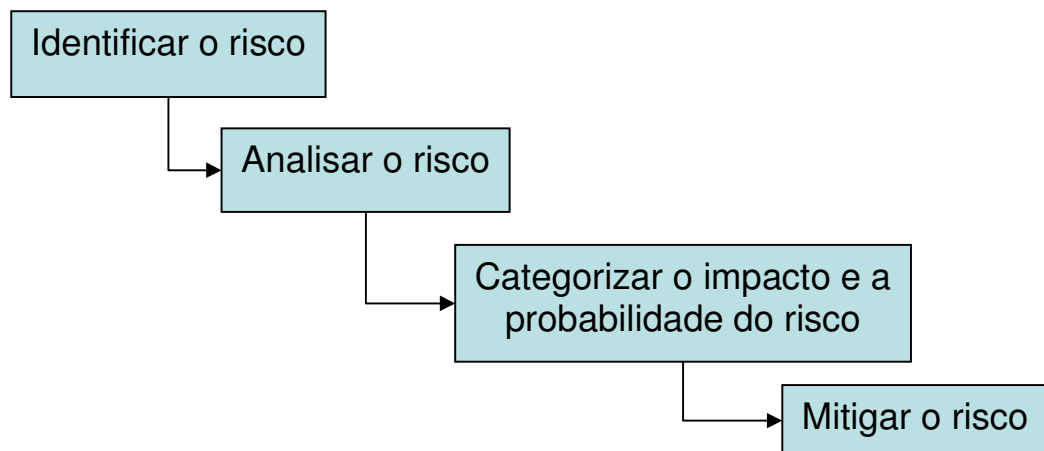 Identificar o risco
Analisar o risco
Categorizar o impacto e a
probabilidade do risco
Mitigar o risco